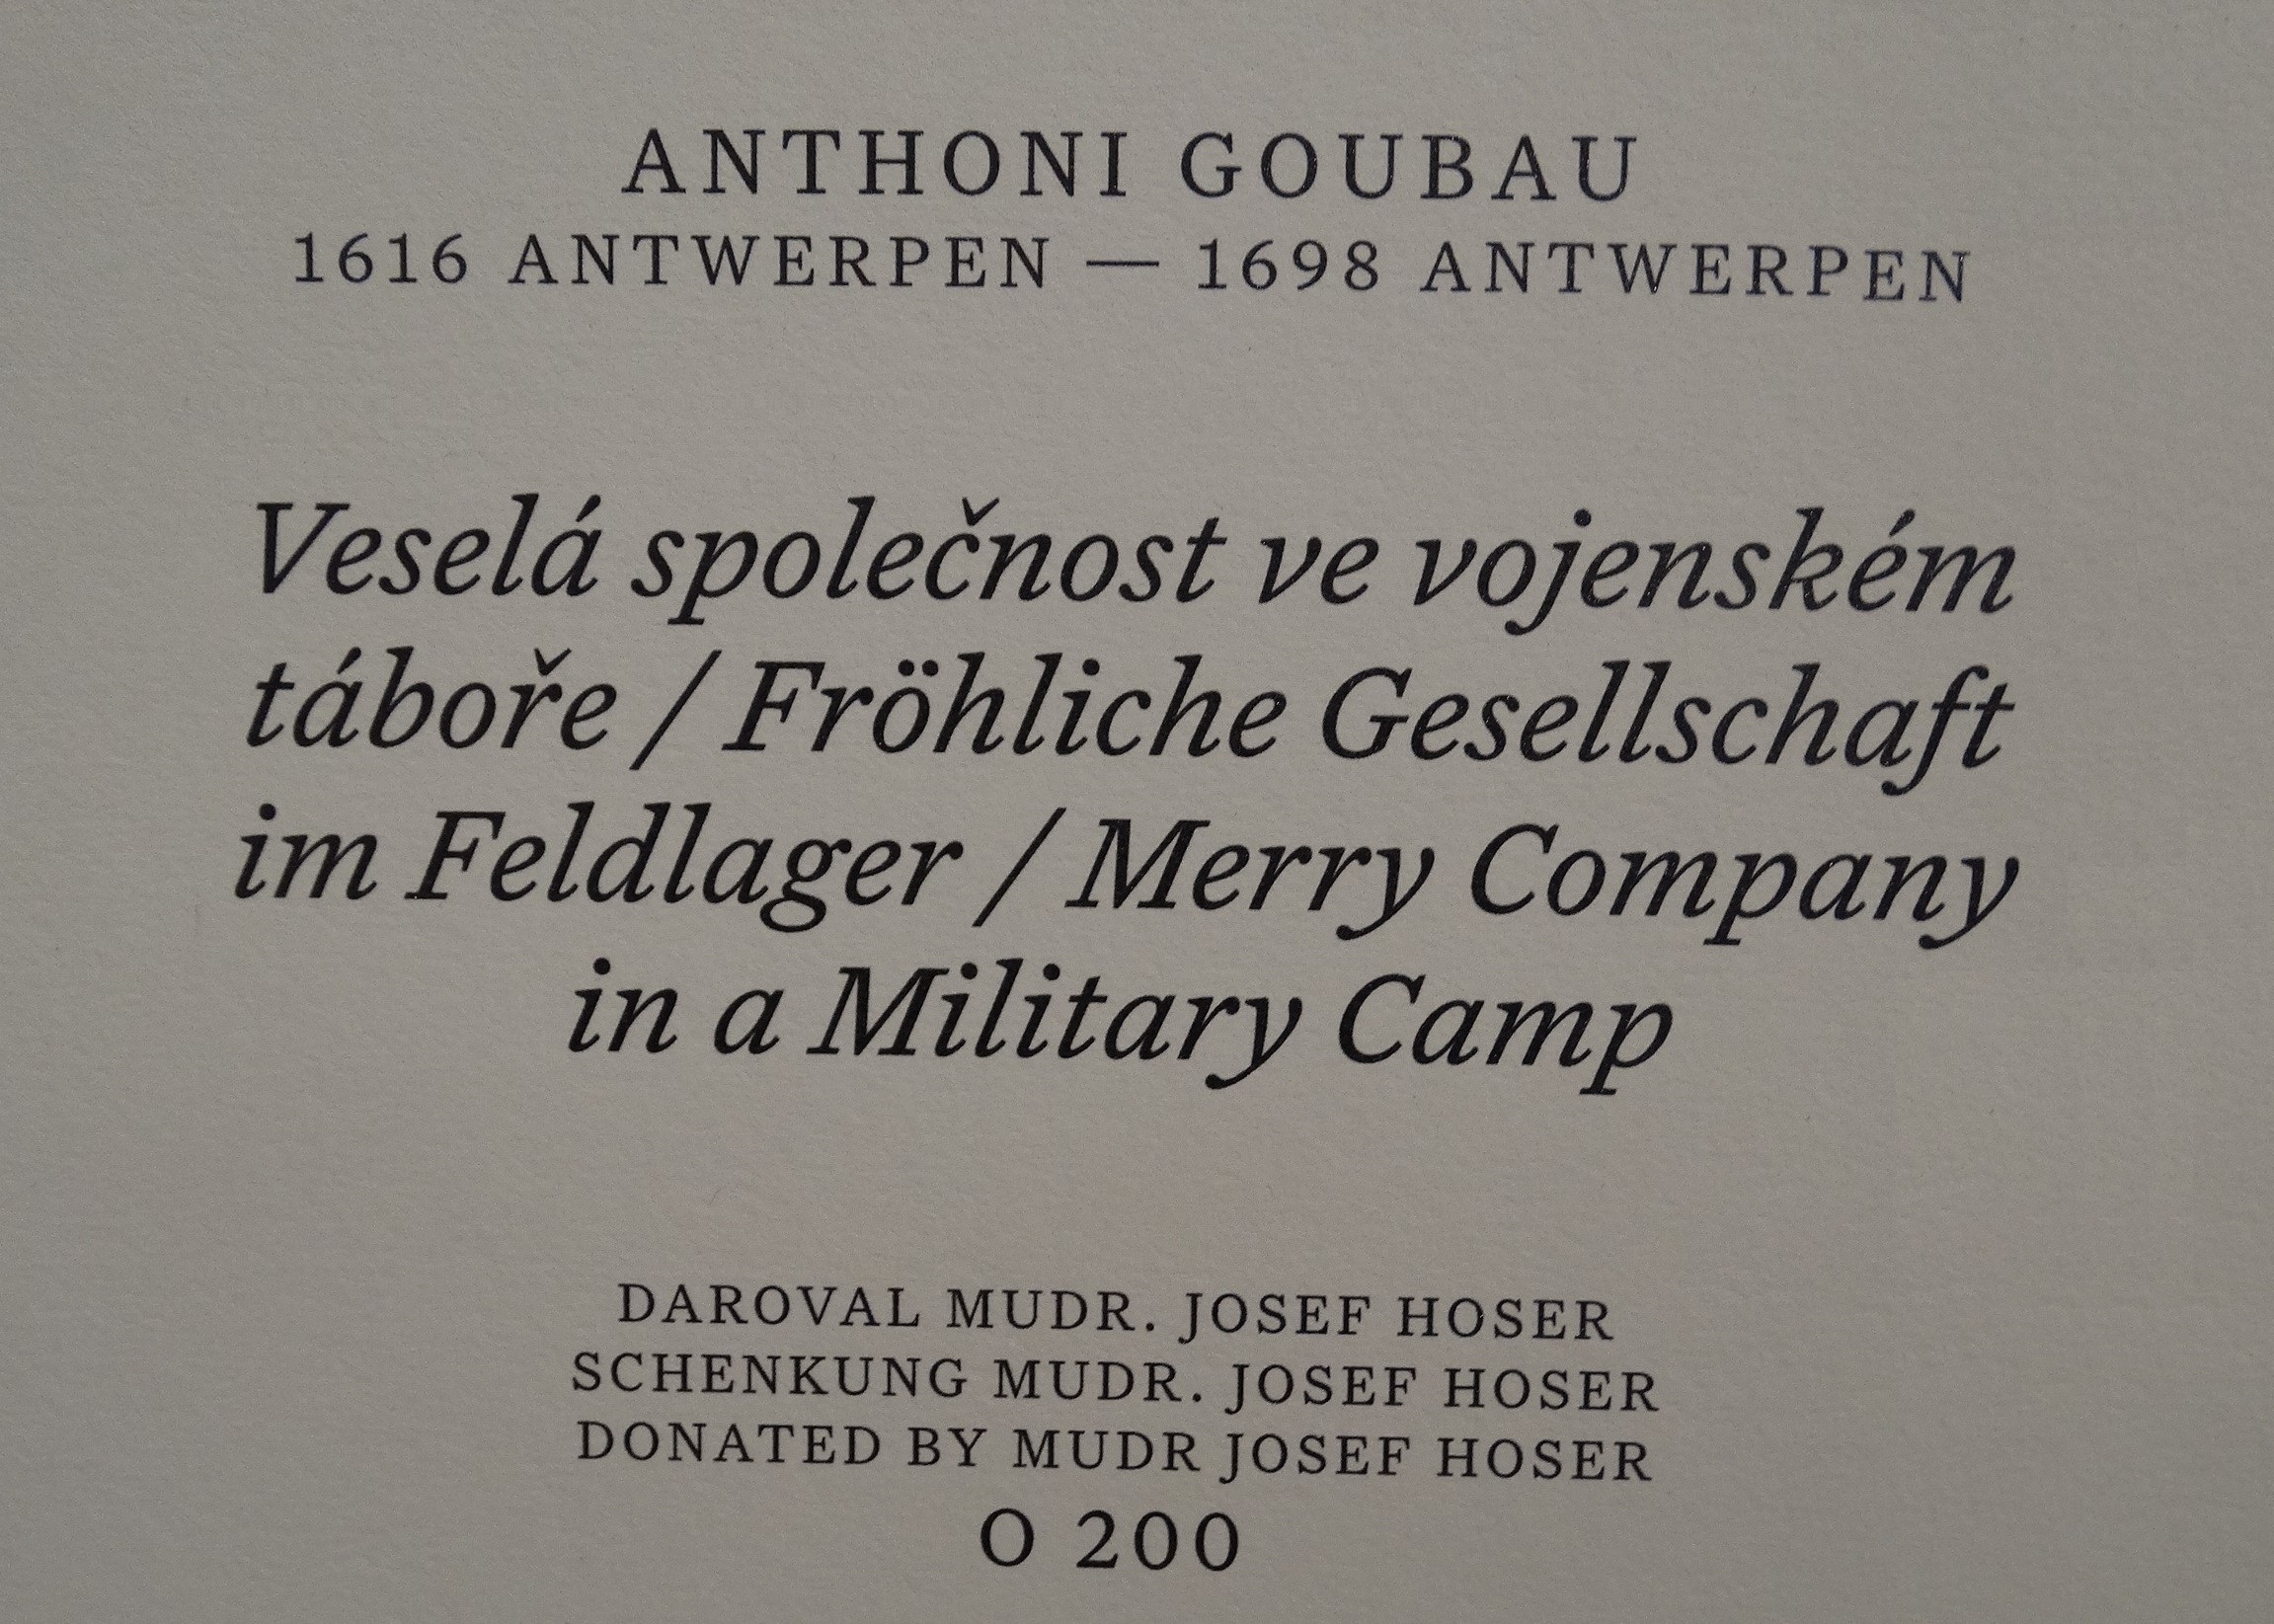 ANTHONI GOUBAU
1616 ANTWERPEN — 1698 ANTWERPEN
Veselá společnost ve vojenském
táboře / Fröhliche Gesellschaft
im Feldlager / Merry Company
in a Military Camp
DAROVAL MUDR. JOSEF HOSER
SCHENKUNG MUDR. JOSEF HOSER
DONATED BY MUDR JOSEF HOSER
O 200